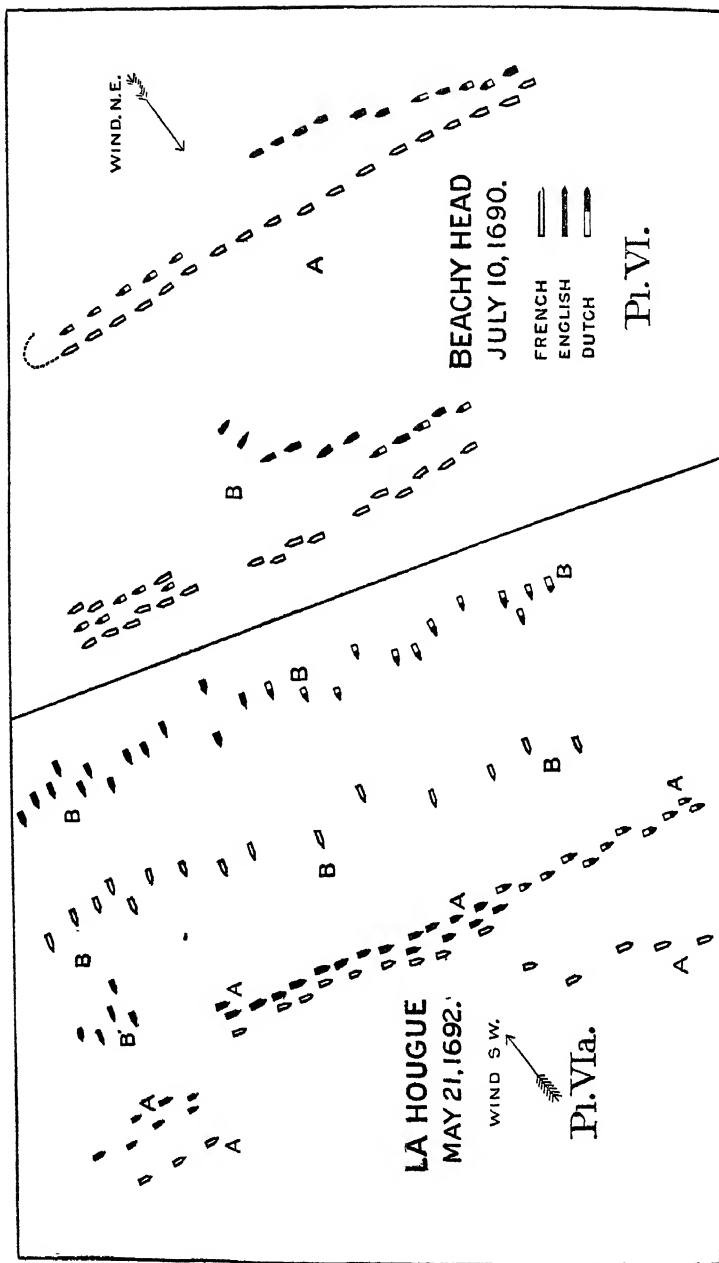 WIND. N.E.
A
BEACHY HEAD
JULY 10, 1690.
FRENCH
ENGLISH
DUTCH
Pl. VI.
B
B
B
B
B
B
B
B'
A
A
A
A
A
A
LA HOUGUE
MAY 21, 1692.
WIND S W.
Pl. VIa.